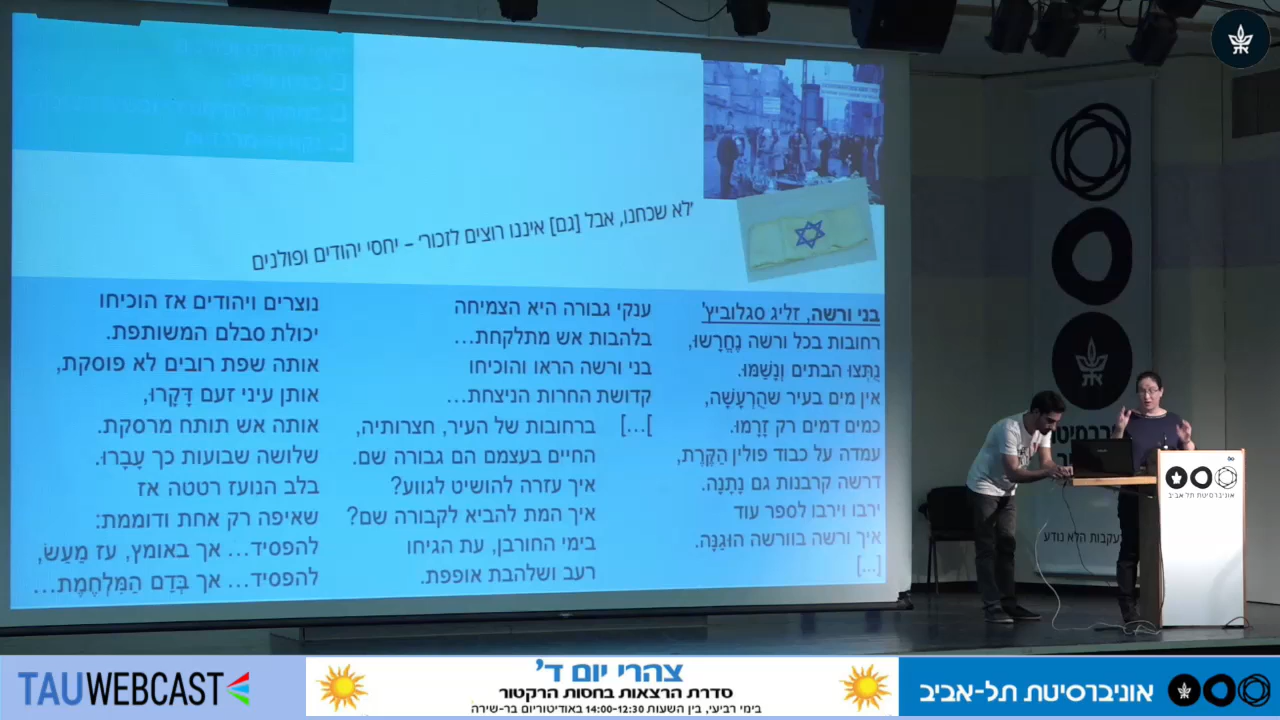 'לא שכחנו, אבל [גם] איננו רוצים לזכור' – יחסי יהודים ופולנים
בני ורשה, זליג סגלוביץ'
רחובות בכל ורשה נֶחֱרָשׁוּ,
נֻתְּצוּ הבתים וְנָשַׁמּוּ.
אין מים בעיר שהֻרְעָשָׁה,
כמים דמים רק זָרָמוּ.
עמדה על כבוד פולין הַקָּרֶת,
דרשה קרבנות גם נָתָנָה.
ירבו וירבו לספר עוד
איך ורשה בוורשה הוּגַנָּה.
[...]
ענקי גבורה היא הצמיחה
בלהבות אש מתלקחת...
בני ורשה הראו והוכיחו
קדושת החרות הניצחת...
[...] ברחובות של העיר, חצרותיה,
החיים בעצמם הם גבורה שם.
איך עזרה להושיט לגווע?
איך המת להביא לקבורה שם?
בימי החורבן, עת הגיחו
רעב ושלהבת אופפת.
נוצרים ויהודים אז הוכיחו
יכולת סבלם המשותפת.
אותה שפת רובים לא פוסקת,
אותן עיני זעם דָּקָרוּ,
אותה אש תותח מרסקת.
שלושה שבועות כך עָבָרוּ.
בלב הנועז רטטה אז
שאיפה רק אחת ודוממת:
להפסיד... אך באומץ, עז מַעַשׂ,
להפסיד... אך בְּדַם הַמִּלְחֶמֶת...
אוניברסיטת תל אביב
עקבות הלא נודע
TAUWEBCAST
צהרי יום ד'
סדרת הרצאות בחסות הרקטור
בימי רביעי, בין השעות 14:00-12:30 באודיטוריום בר-שירה
אוניברסיטת תל-אביב